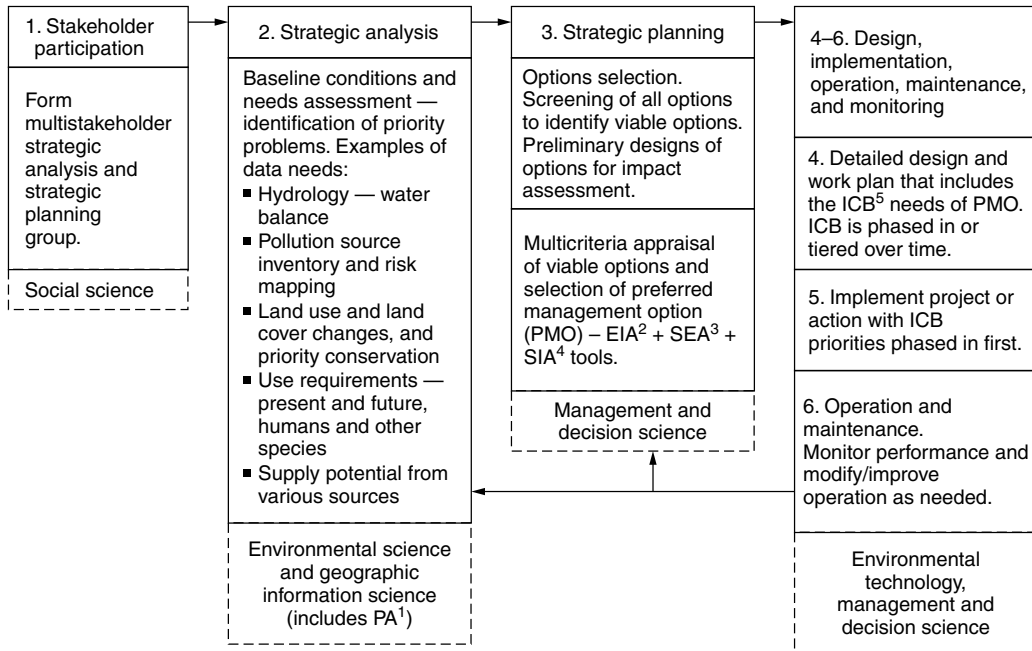 1. Stakeholder
participation
Form
multistakeholder
strategic
analysis and
strategic
planning
group.
Social science
2. Strategic analysis
Baseline conditions and
needs assessment —
identification of priority
problems. Examples of
data needs:
▪ Hydrology — water
balance
▪ Pollution source
inventory and risk
mapping
▪ Land use and land
cover changes, and
priority conservation
▪ Use requirements —
present and future,
humans and other
species
▪ Supply potential from
various sources
Environmental science
and geographic
information science
(includes PA¹)
3. Strategic planning
Options selection.
Screening of all options
to identify viable options.
Preliminary designs of
options for impact
assessment.
Multicriteria appraisal
of viable options and
selection of preferred
management option
(PMO) – EIA² + SEA³ +
SIA⁴ tools.
Management and
decision science
4–6. Design,
implementation,
operation, maintenance,
and monitoring
4. Detailed design and
work plan that includes
the ICB⁵ needs of PMO.
ICB is phased in or
tiered over time.
5. Implement project or
action with ICB
priorities phased in first.
6. Operation and
maintenance.
Monitor performance and
modify/improve
operation as needed.
Environmental
technology,
management and
decision science